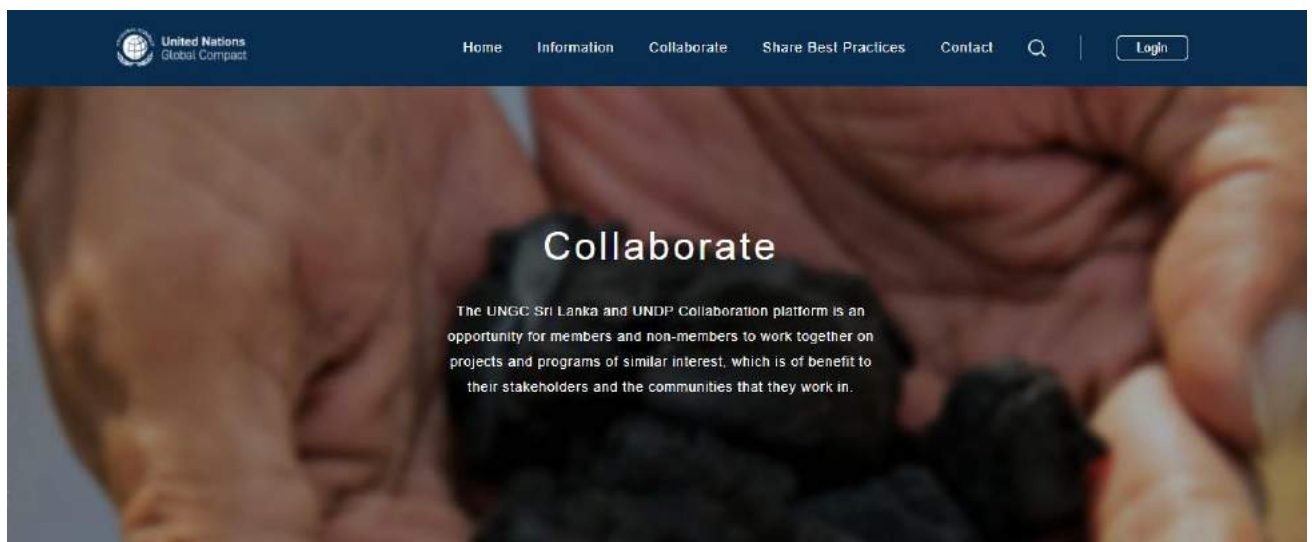 United Nations
Global Compact
Home Information Collaborate Share Best Practices Contact Login
Collaborate
The UNGC Sri Lanka and UNDP Collaboration platform is an
opportunity for members and non-members to work together on
projects and programs of similar interest, which is of benefit to
their stakeholders and the communities that they work in.